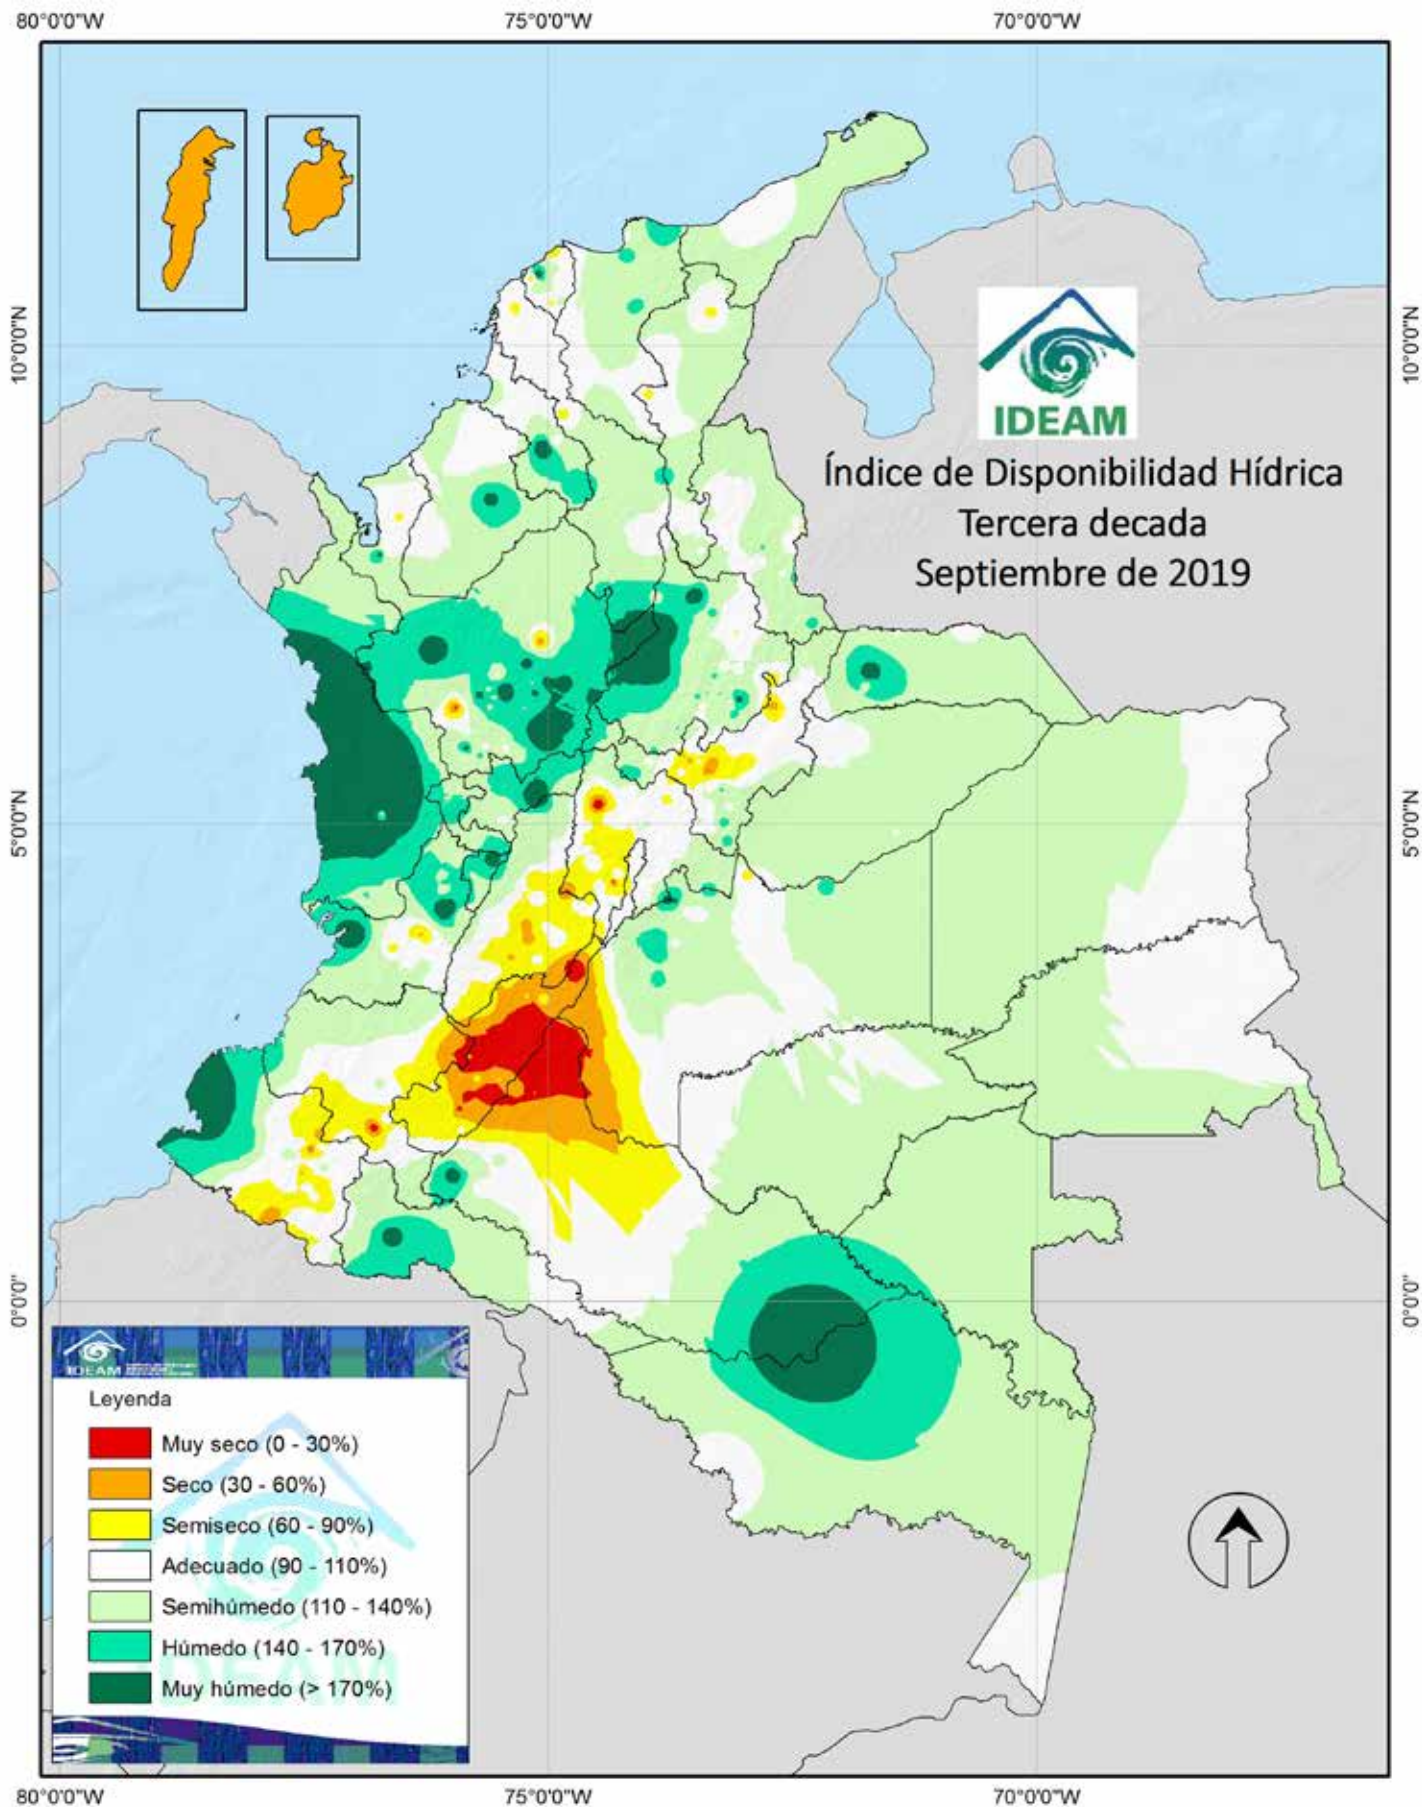 80°0'0"W
75°0'0"W
70°0'0"W
10°0'0"N
10°0'0"N
IDEAM
Índice de Disponibilidad Hídrica
Tercera decada
Septiembre de 2019
5°0'0"N
5°0'0"N
0°0'0"
0°0'0"
IDEAM
Leyenda
Muy seco (0 - 30%)
Seco (30 - 60%)
Semiseco (60 - 90%)
Adecuado (90 - 110%)
Semihúmedo (110 - 140%)
Húmedo (140 - 170%)
IDEAM
Muy húmedo (> 170%)
80°0'0"W
75°0'0"W
70°0'0"W